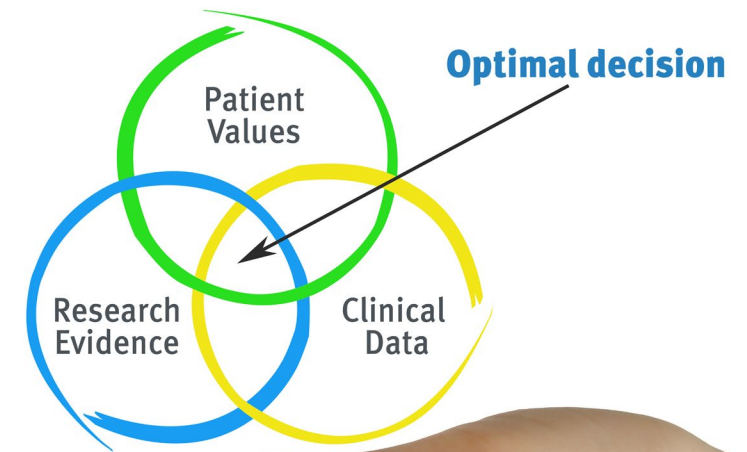 Optimal decision
Patient
Values
Research
Evidence
Clinical
Data